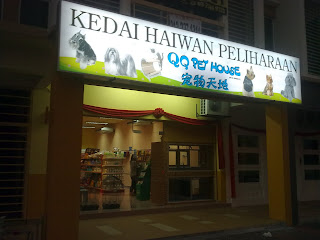 KEDAI HAIWAN PELIHARAAN
QQ PET HOUSE
宠物天地